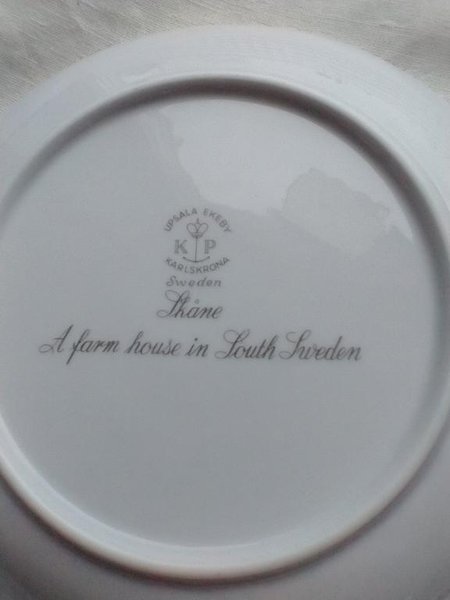 UPSALA EKEBY
K P
KARLSKRONA
Sweden
Skåne
A farm house in South Sweden